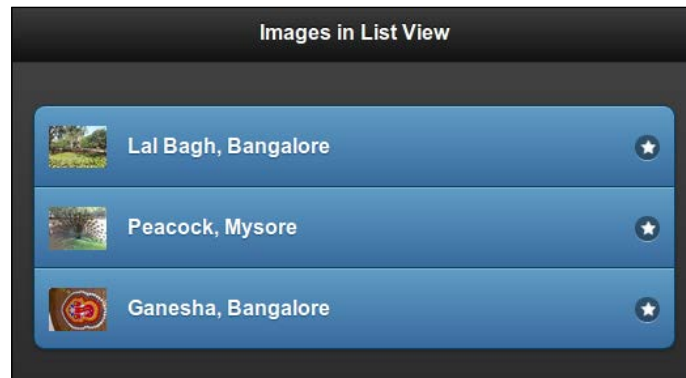 Images in List View
Lal Bagh, Bangalore
Peacock, Mysore
Ganesha, Bangalore